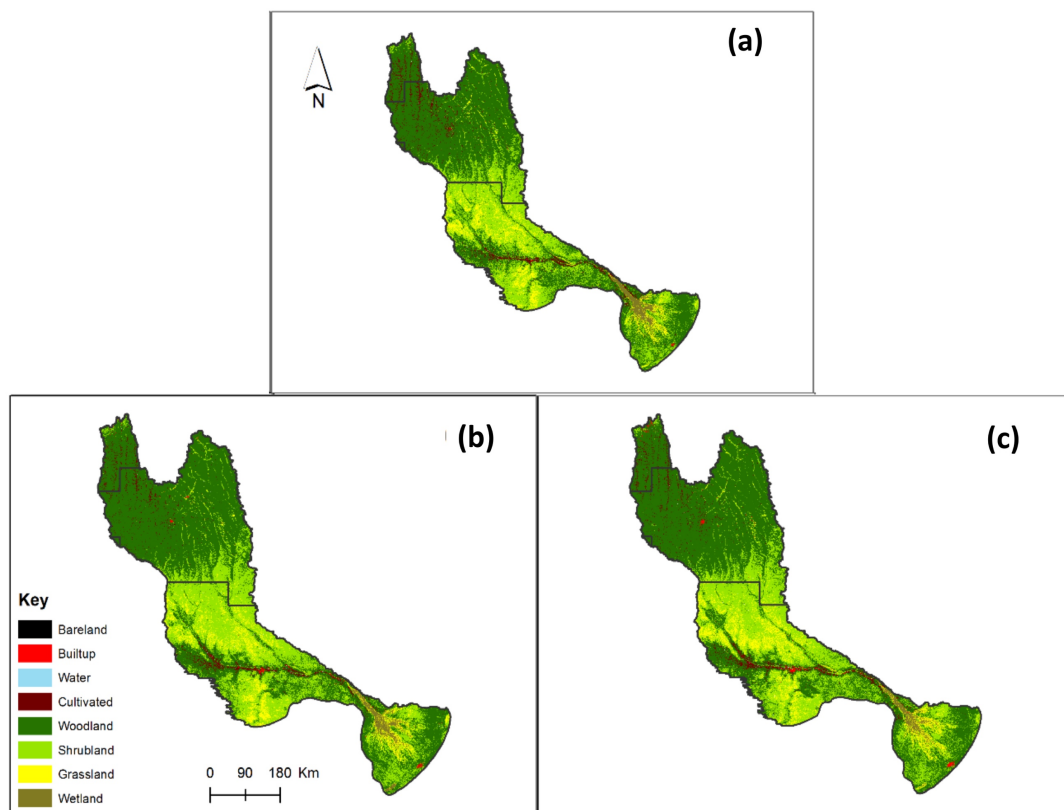 (a)
N
(b)
(c)
Key
Bareland
Builtup
Water
Cultivated
Woodland
Shrubland
Grassland
Wetland
0 90 180 Km